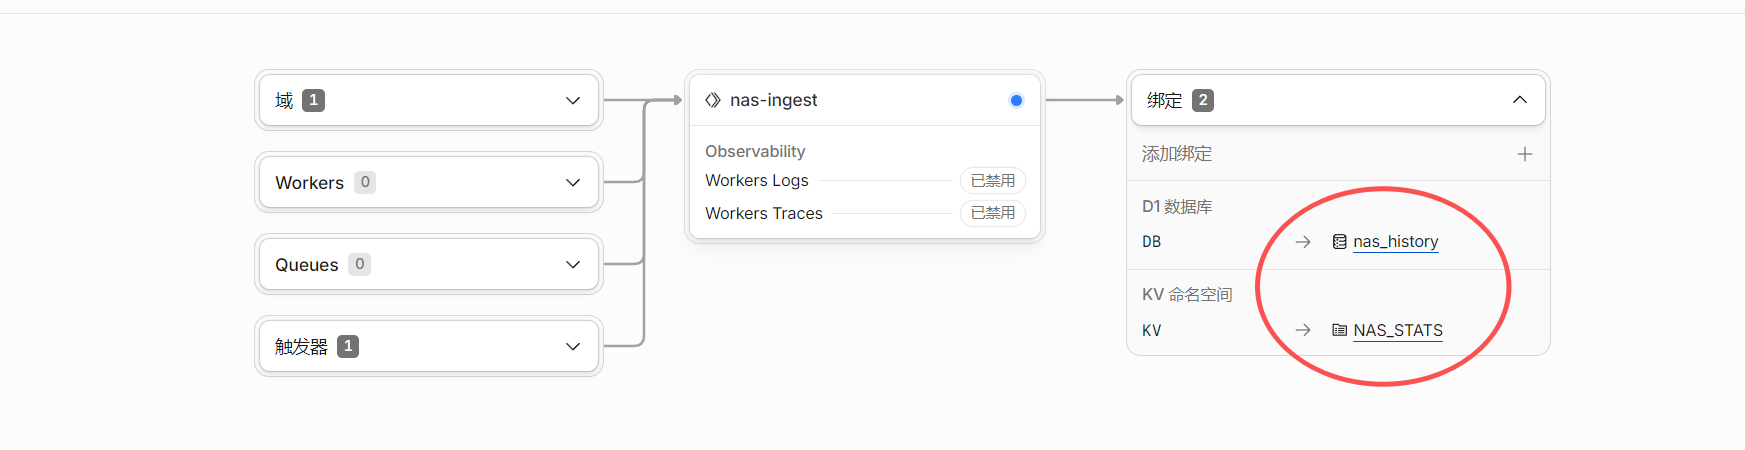 域 1
Workers 0
Queues 0
触发器 1
nas-ingest
Observability
Workers Logs 已禁用
Workers Traces 已禁用
绑定 2
添加绑定
D1 数据库
DB nas_history
KV 命名空间
KV NAS_STATS